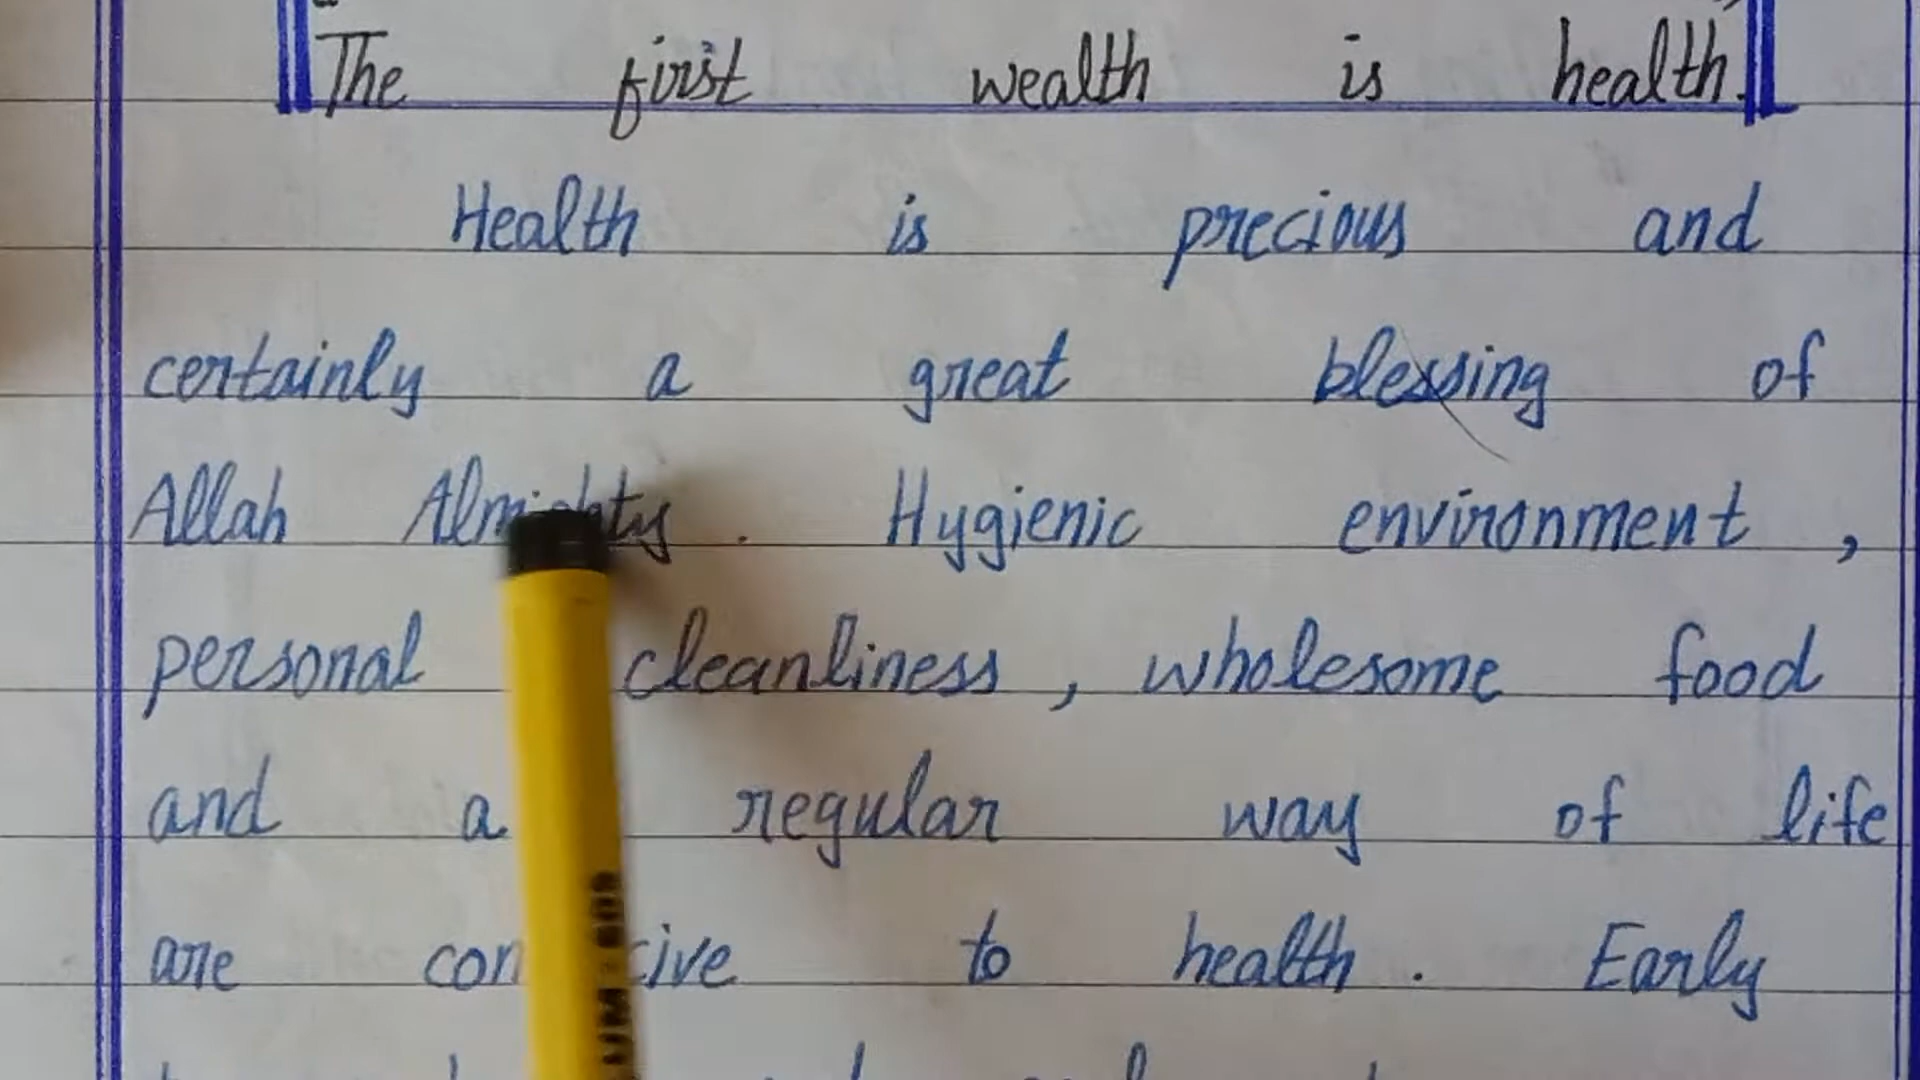 The first wealth is health.
Health is precious and
certainly a great blessing of
Allah Almighty . Hygienic environment ,
personal cleanliness , wholesome food
and a regular way of life
are to health . Early